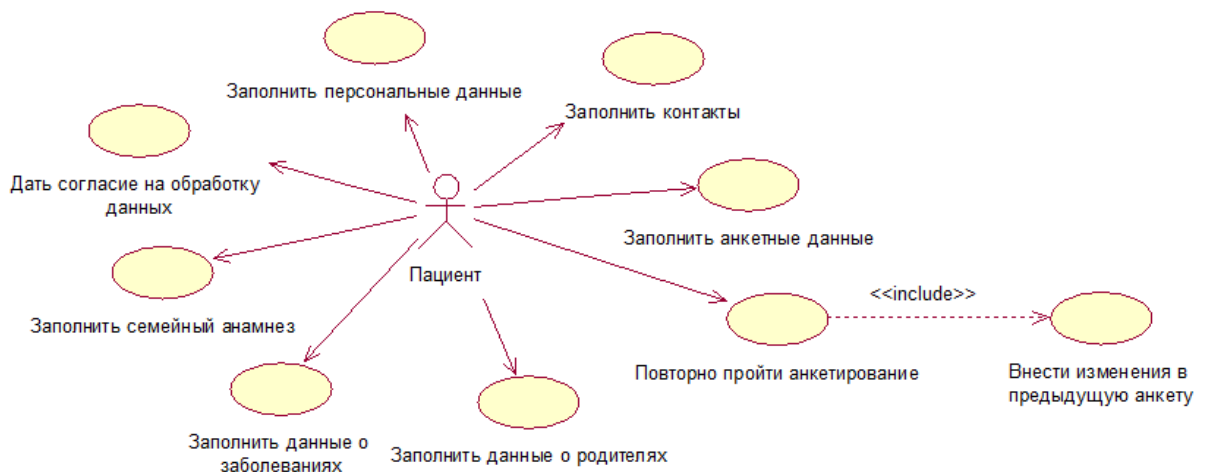 Заполнить персональные данные
Заполнить контакты
Дать согласие на обработку
данных
Заполнить анкетные данные
Пациент
<<include>>
Заполнить семейный анамнез
Повторно пройти анкетирование
Внести изменения в
предыдущую анкету
Заполнить данные о
заболеваниях
Заполнить данные о родителях